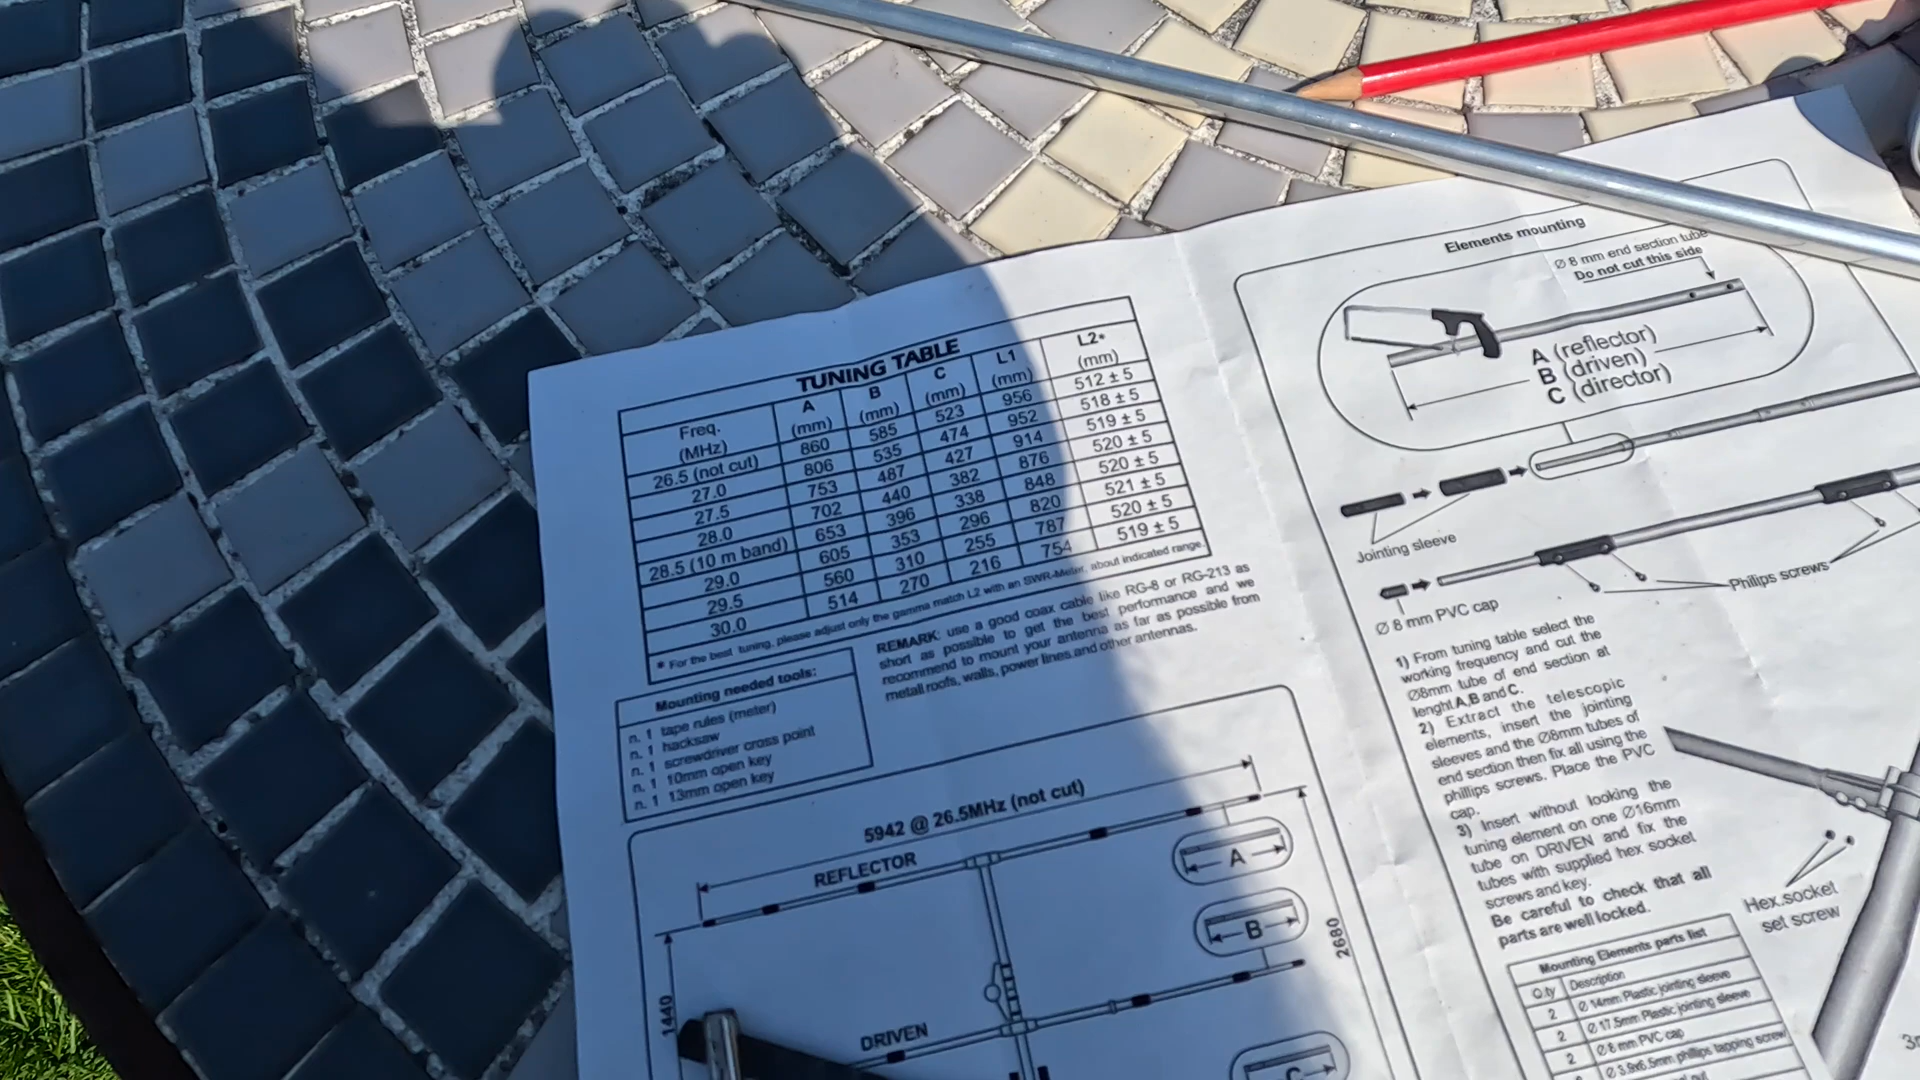 TUNING TABLE
Freq. (MHz) A (mm) B (mm) C (mm) L1 (mm) L2* (mm)
26.5 (not cut) 860 585 523 956 512 ± 5
27.0 806 535 474 952 518 ± 5
27.5 753 487 427 914 519 ± 5
28.0 702 440 382 876 520 ± 5
28.5 (10 m band) 653 396 338 848 520 ± 5
29.0 605 353 296 820 521 ± 5
29.5 560 310 255 787 520 ± 5
30.0 514 270 216 754 519 ± 5
* For the best tuning, please adjust only the gamma match L2 with an SWR-Meter, about indicated range.
Mounting needed tools:
n. 1 tape rules (meter)
n. 1 hacksaw
n. 1 screwdriver cross point
n. 1 10mm open key
n. 1 13mm open key
REMARK: use a good coax cable like RG-8 or RG-213 as
short as possible to get the best performance and we
recommend to mount your antenna as far as possible from
metall roofs, walls, power lines and other antennas.
5942 @ 26.5MHz (not cut)
REFLECTOR
A
B
2680
1440
DRIVEN
C
Elements mounting
Ø 8 mm end section tube
Do not cut this side
A (reflector)
B (driven)
C (director)
Jointing sleeve
Philips screws
Ø 8 mm PVC cap
1) From tuning table select the
working frequency and cut the
Ø8mm tube of end section at
lenght A,B and C.
2) Extract the telescopic
elements, insert the jointing
sleeves and the Ø8mm tubes of
end section then fix all using the
phillips screws. Place the PVC
cap.
3) Insert without looking the
tuning element on one Ø16mm
tube on DRIVEN and fix the
tubes with supplied hex socket
screws and key.
Be careful to check that all
parts are well locked.
Hex.socket
set screw
Mounting Elements parts list
Q.ty Description
2 Ø 14mm Plastic jointing sleeve
2 Ø 17.5mm Plastic jointing sleeve
2 Ø 8 mm PVC cap
Ø 3.9x6.5mm phillips tapping screw